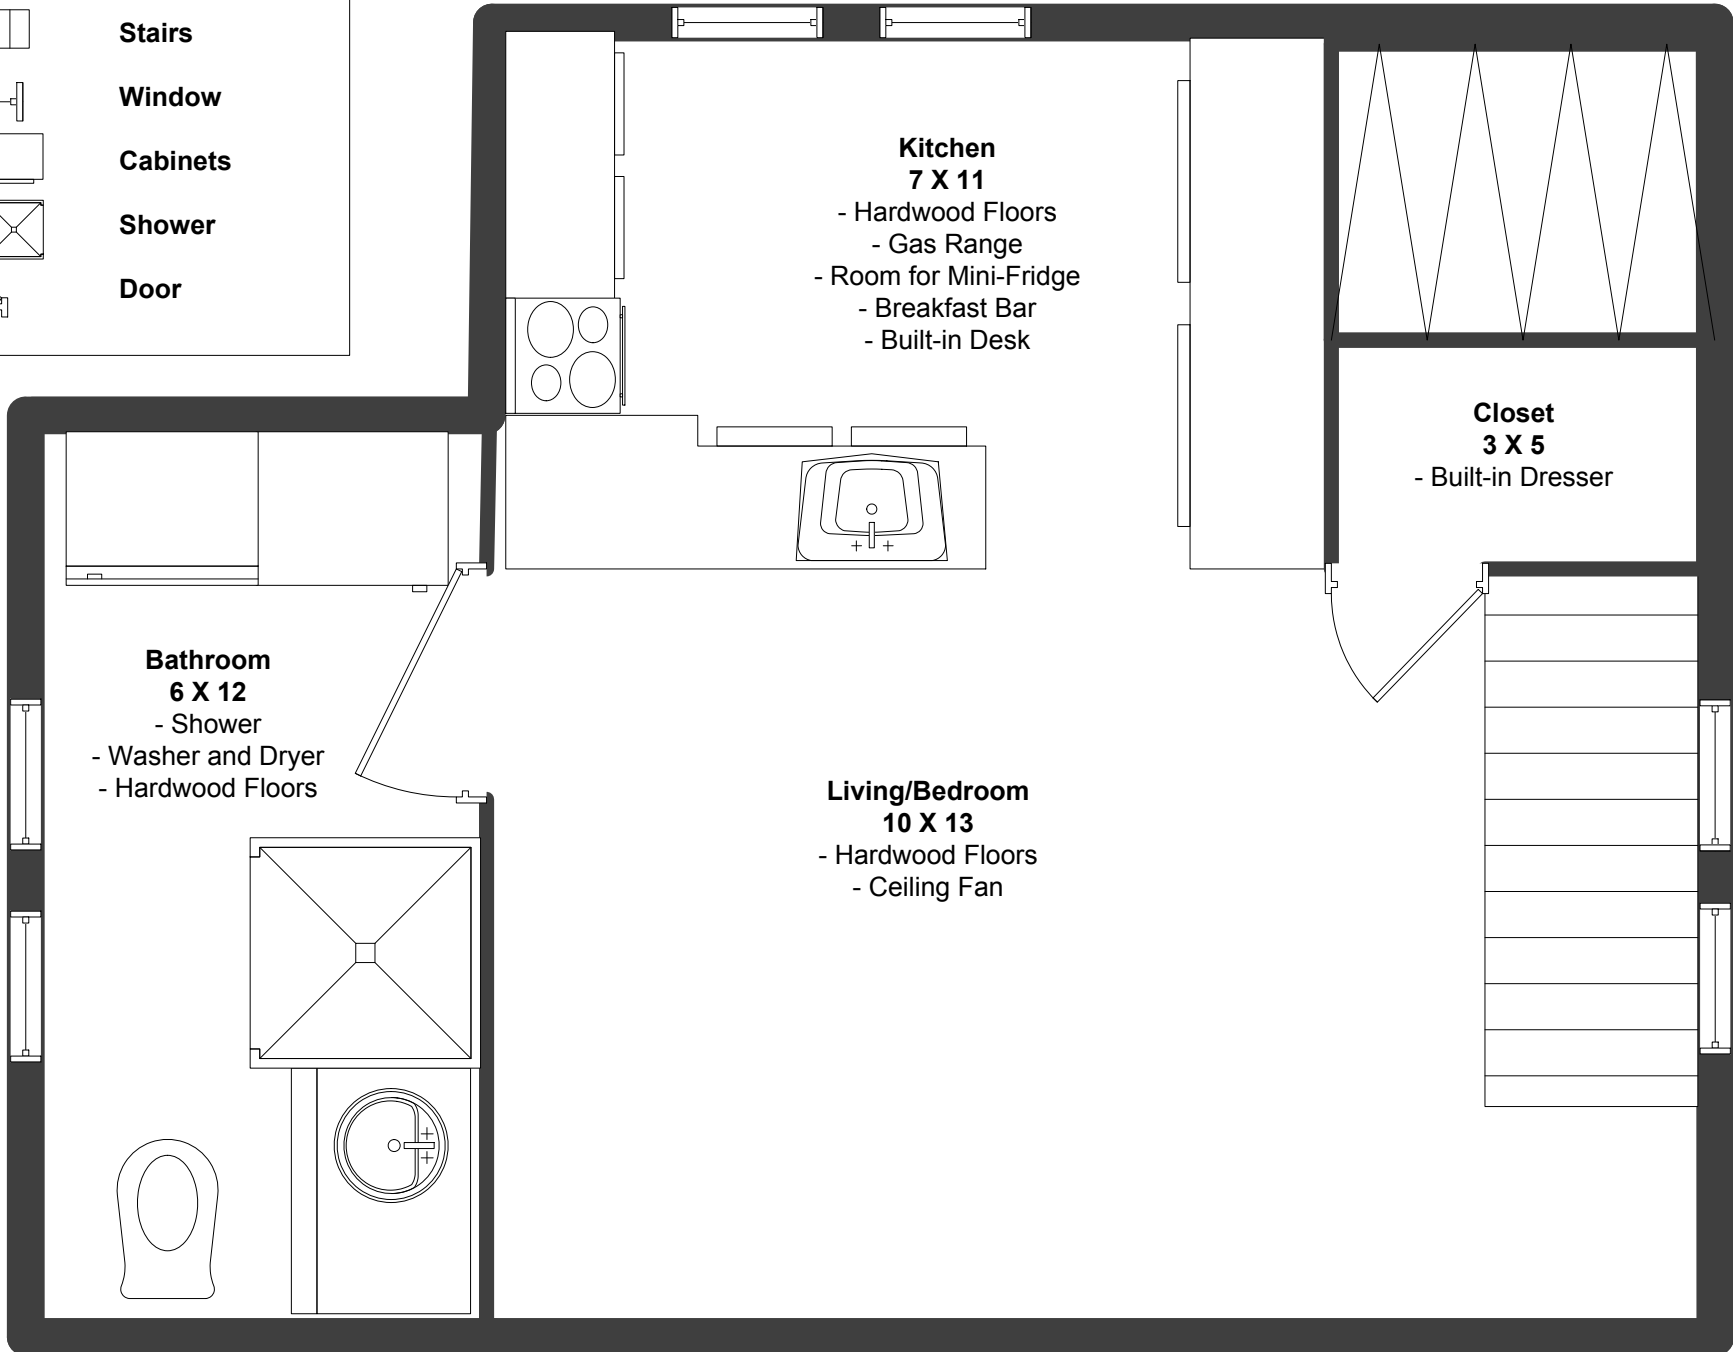 Stairs
Window
Cabinets
Shower
Door
Kitchen
7 X 11
- Hardwood Floors
- Gas Range
- Room for Mini-Fridge
- Breakfast Bar
- Built-in Desk
Closet
3 X 5
- Built-in Dresser
Bathroom
6 X 12
- Shower
- Washer and Dryer
- Hardwood Floors
Living/Bedroom
10 X 13
- Hardwood Floors
- Ceiling Fan